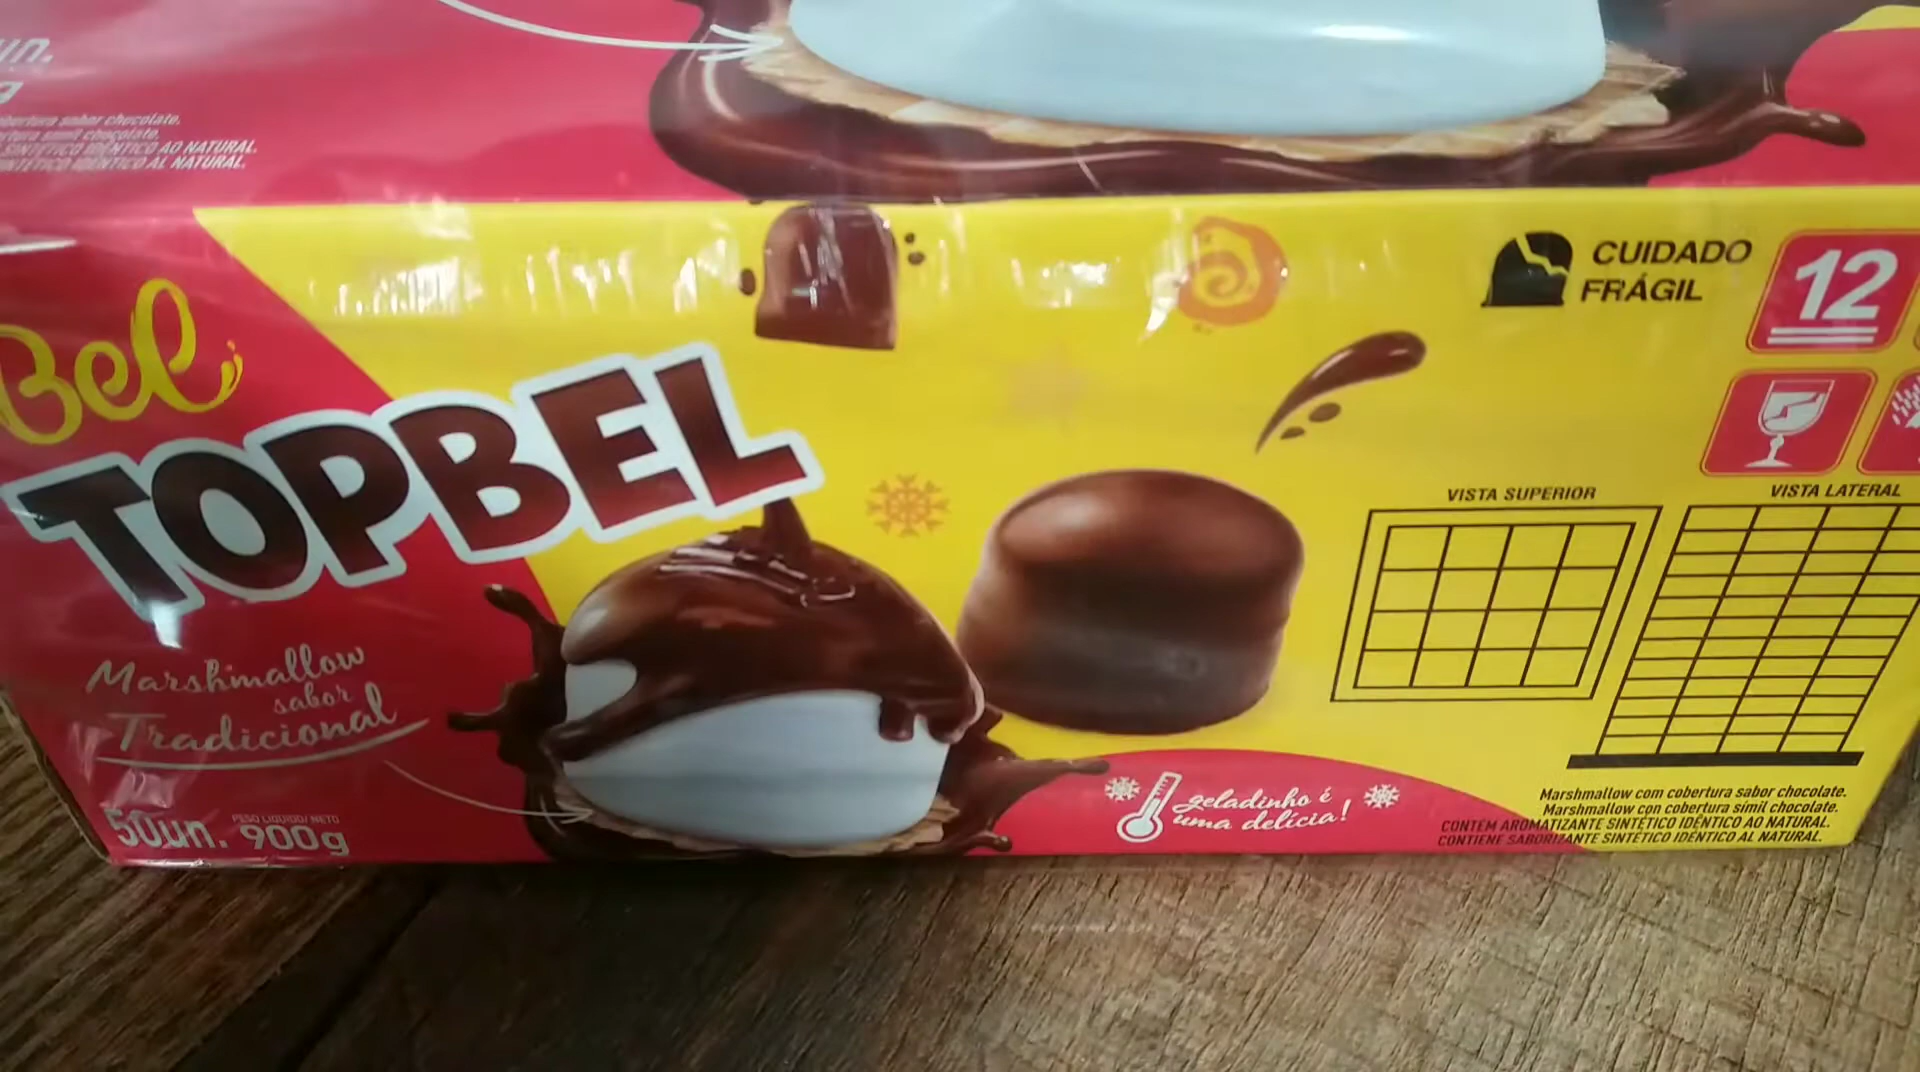 un.
g
cobertura sabor chocolate.
cobertura símil chocolate.
SINTÉTICO IDÊNTICO AO NATURAL.
SINTÉTICO IDÉNTICO AL NATURAL.
Bel
TOPBEL
Marshmallow
sabor
Tradicional
50un.
PESO LÍQUIDO/ NETO
900g
CUIDADO
FRÁGIL
12
VISTA SUPERIOR
VISTA LATERAL
geladinho é
uma delícia!
Marshmallow com cobertura sabor chocolate.
Marshmallow con cobertura símil chocolate.
CONTÉM AROMATIZANTE SINTÉTICO IDÊNTICO AO NATURAL.
CONTIENE SABORIZANTE SINTÉTICO IDÉNTICO AL NATURAL.